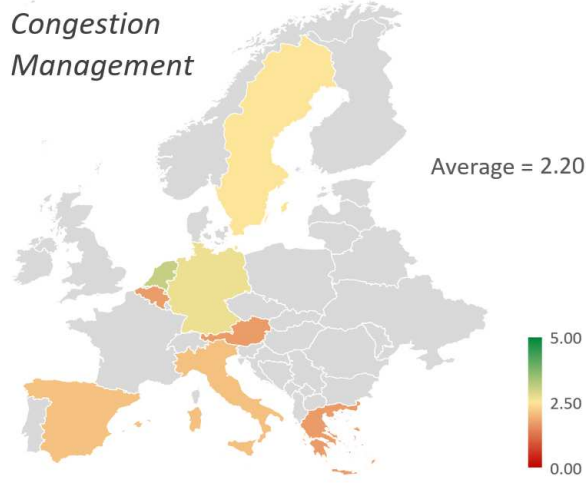 Congestion
Management
Average = 2.20
5.00
2.50
0.00